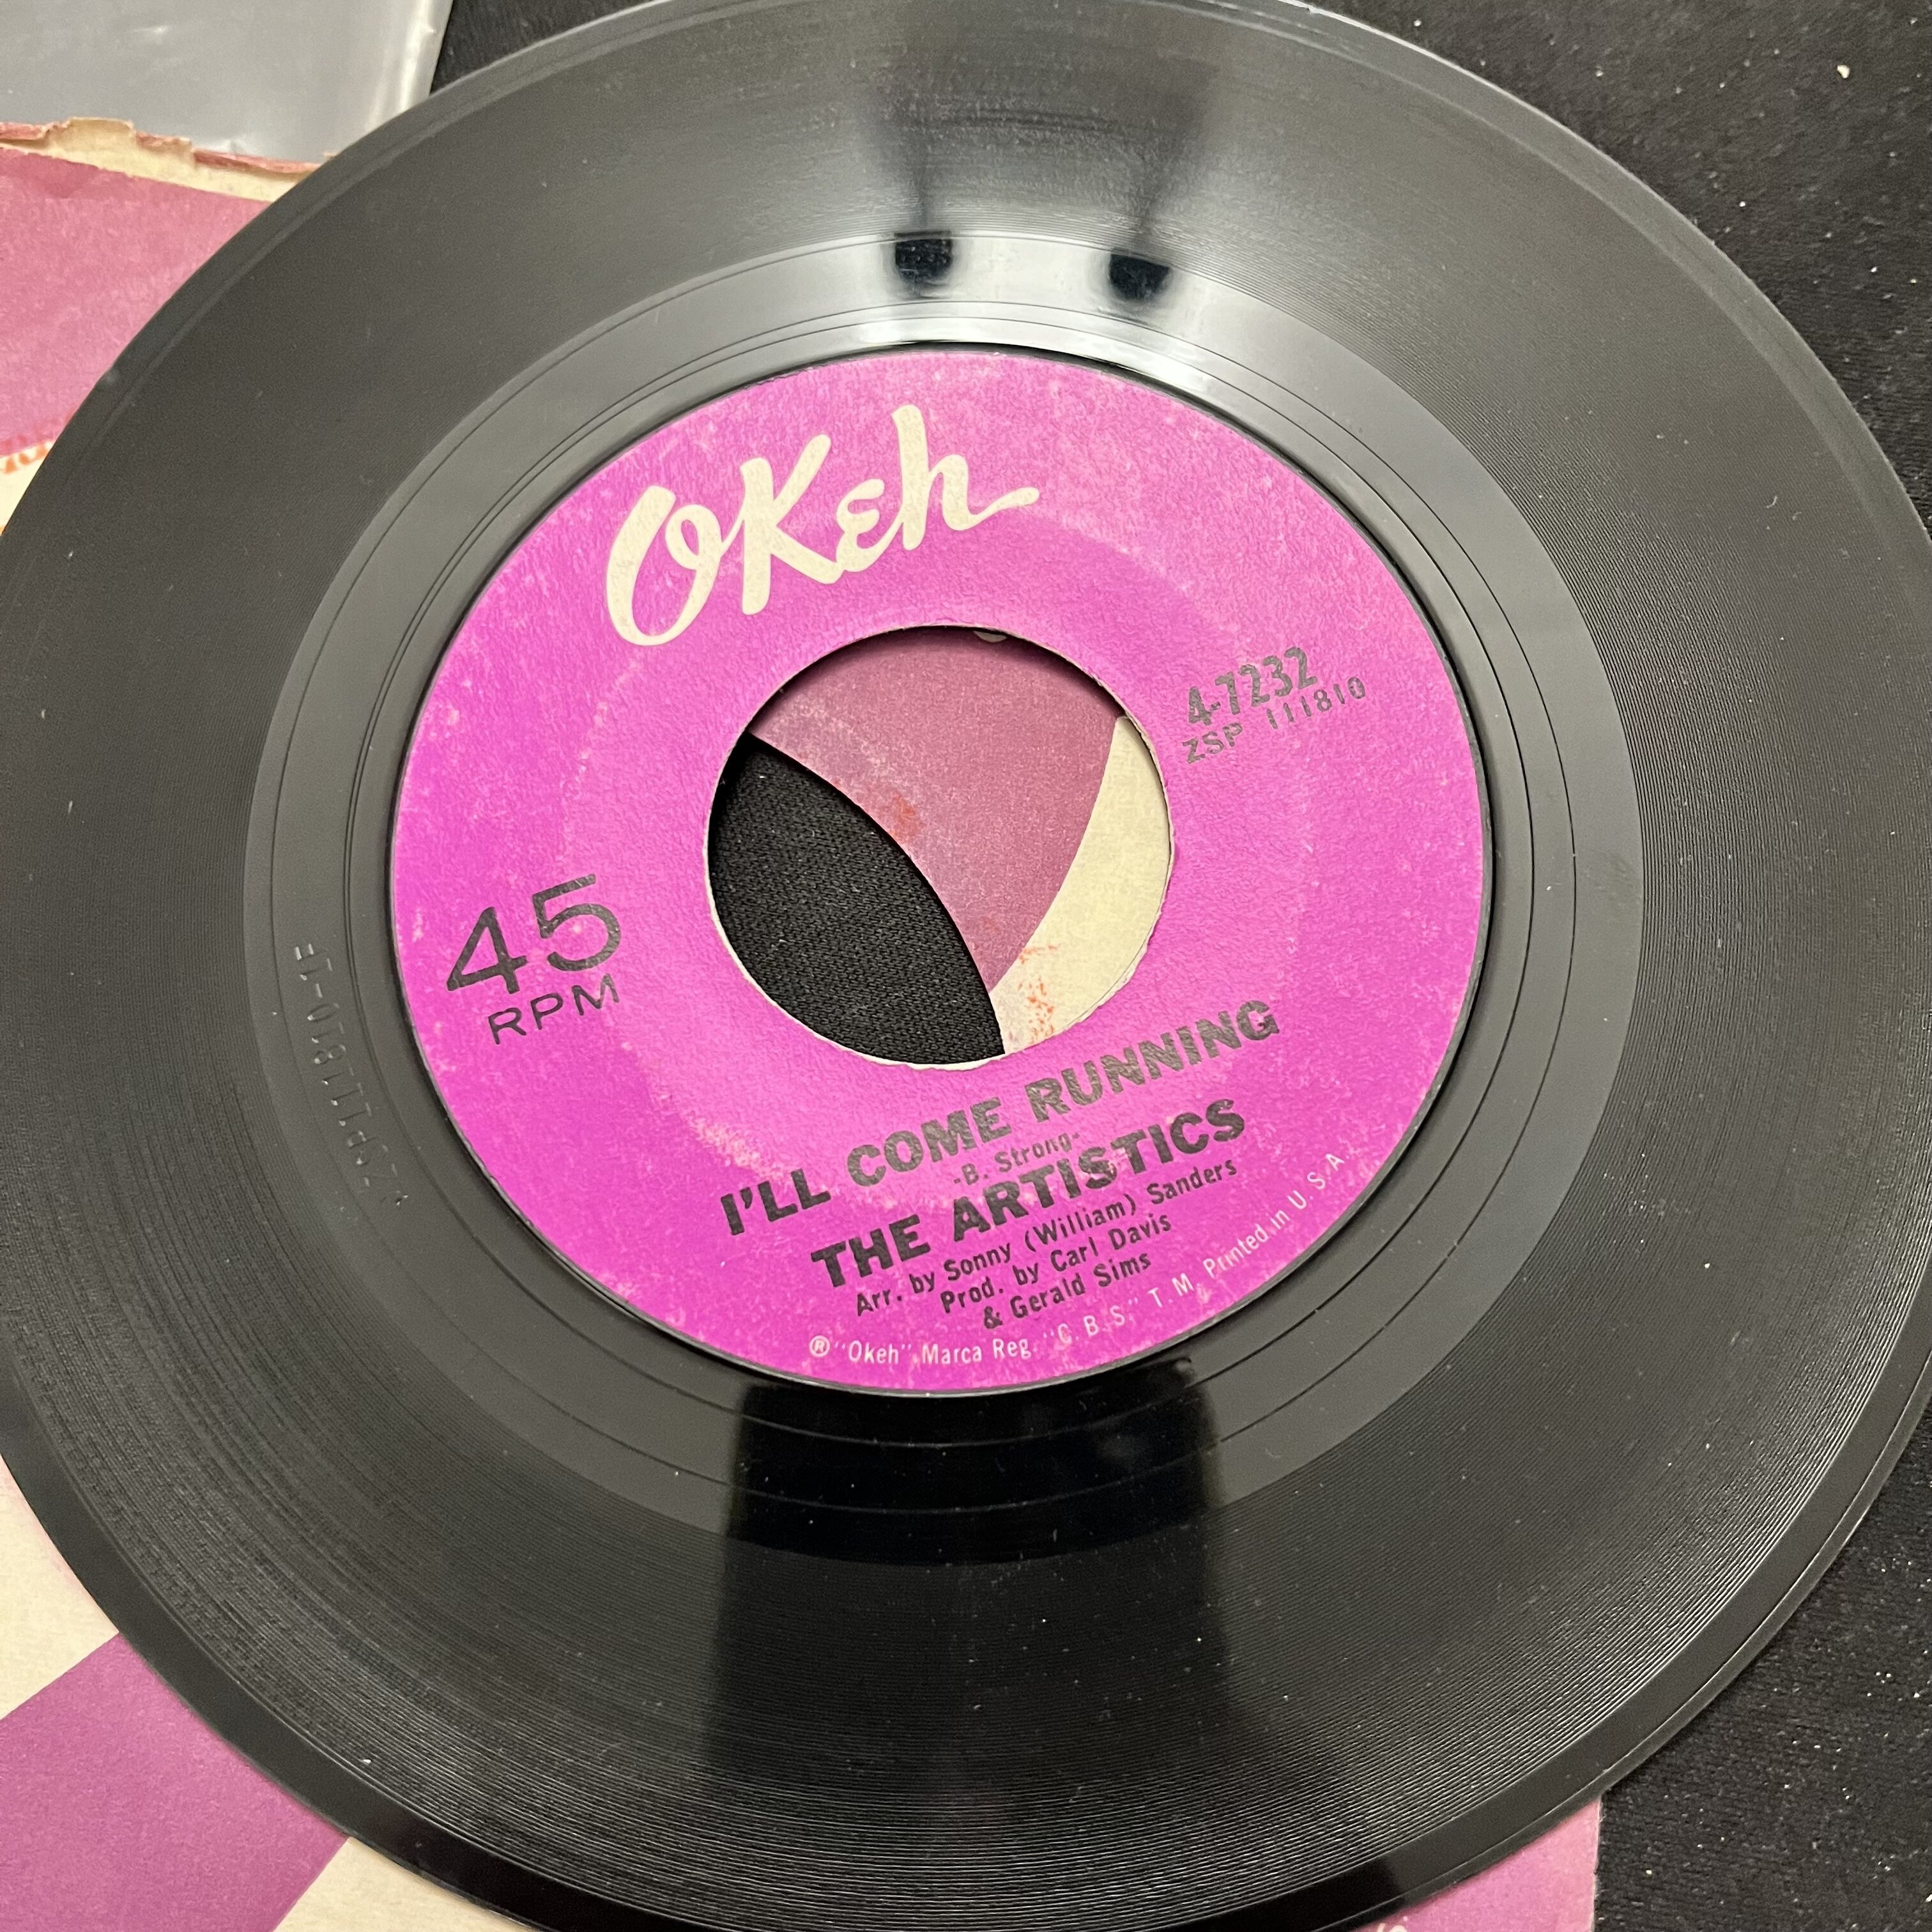 OKeh
4-7232
ZSP 111810
45
RPM
I'LL COME RUNNING
-B. Strong-
THE ARTISTICS
Arr. by Sonny (William) Sanders
Prod. by Carl Davis
& Gerald Sims
® "Okeh" Marca Reg. "C. B. S." T. M. Printed in U. S. A.